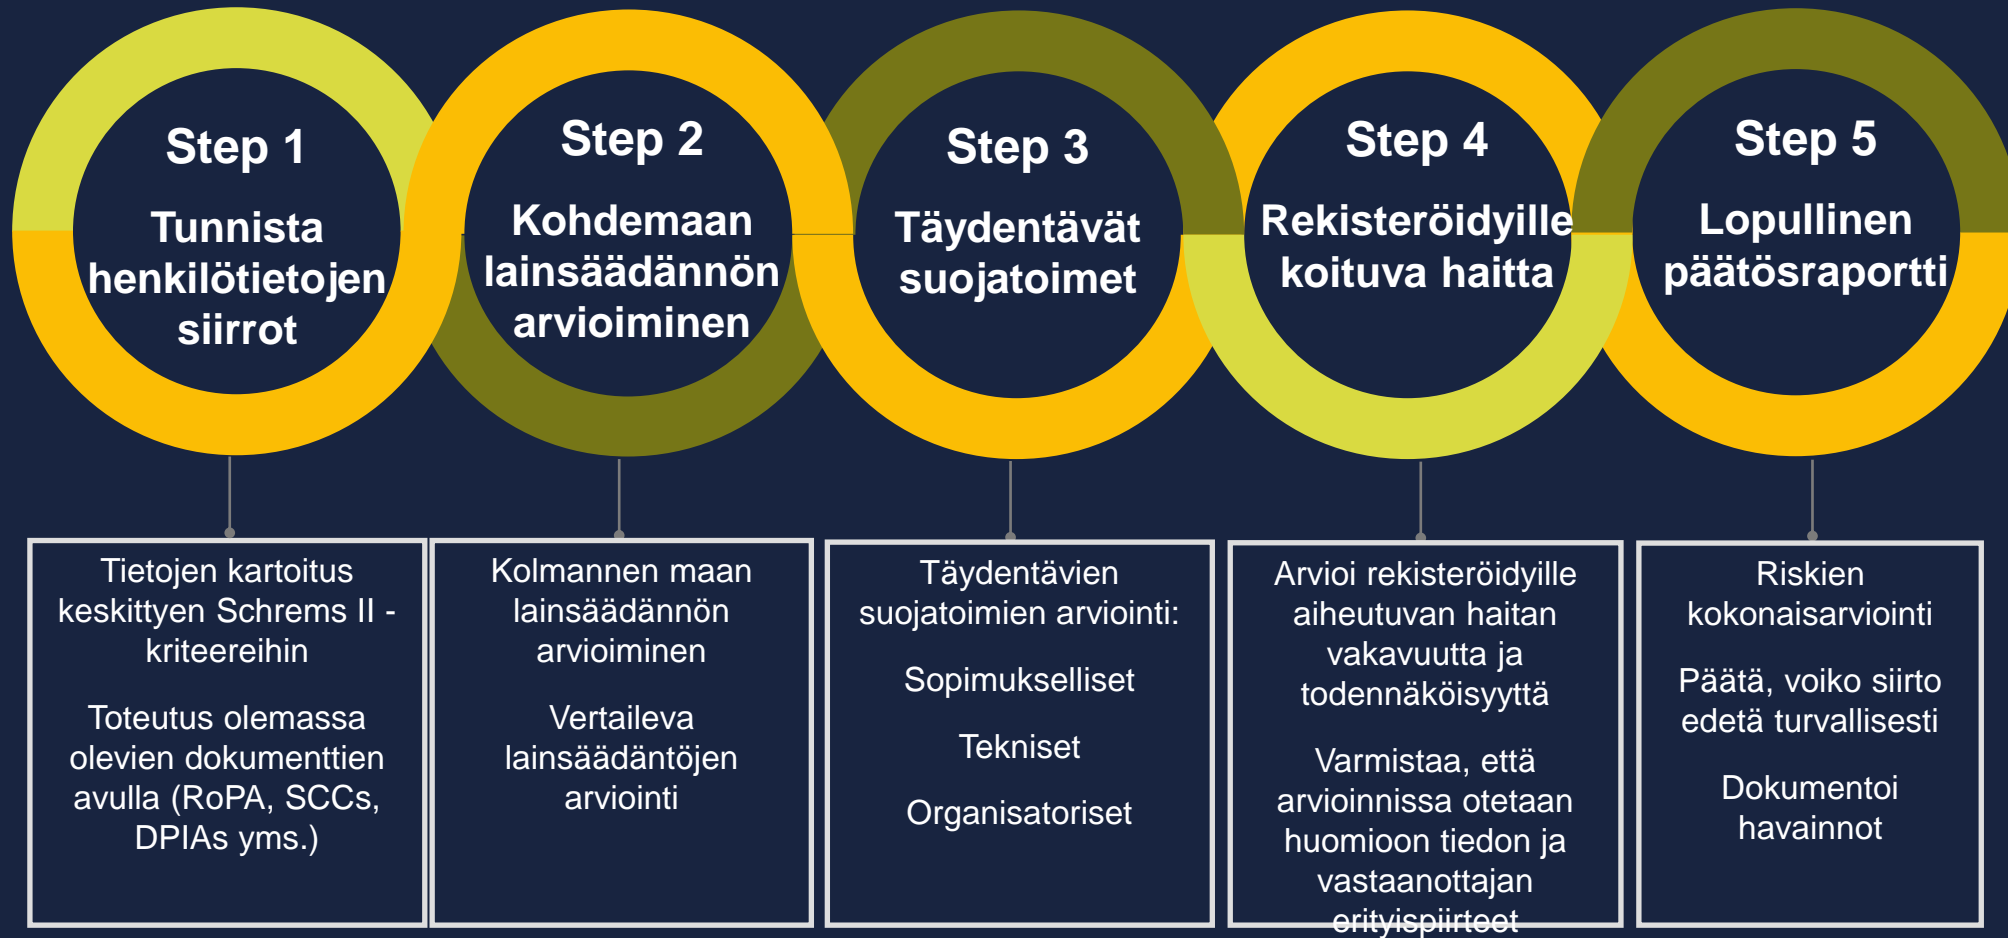 Step 1
Tunnista
henkilötietojen
siirrot
Step 2
Kohdemaan
lainsäädännön
arvioiminen
Step 3
Täydentävät
suojatoimet
Step 4
Rekisteröidyille
koituva haitta
Step 5
Lopullinen
päätösraportti
Tietojen kartoitus
keskittyen Schrems II -
kriteereihin
Toteutus olemassa
olevien dokumenttien
avulla (RoPA, SCCs,
DPIAs yms.)
Kolmannen maan
lainsäädännön
arvioiminen
Vertaileva
lainsäädäntöjen
arviointi
Täydentävien
suojatoimien arviointi:
Sopimukselliset
Tekniset
Organisatoriset
Arvioi rekisteröidyille
aiheutuvan haitan
vakavuutta ja
todennäköisyyttä
Varmistaa, että
arvioinnissa otetaan
huomioon tiedon ja
vastaanottajan
erityispiirteet
Riskien
kokonaisarviointi
Päätä, voiko siirto
edetä turvallisesti
Dokumentoi
havainnot